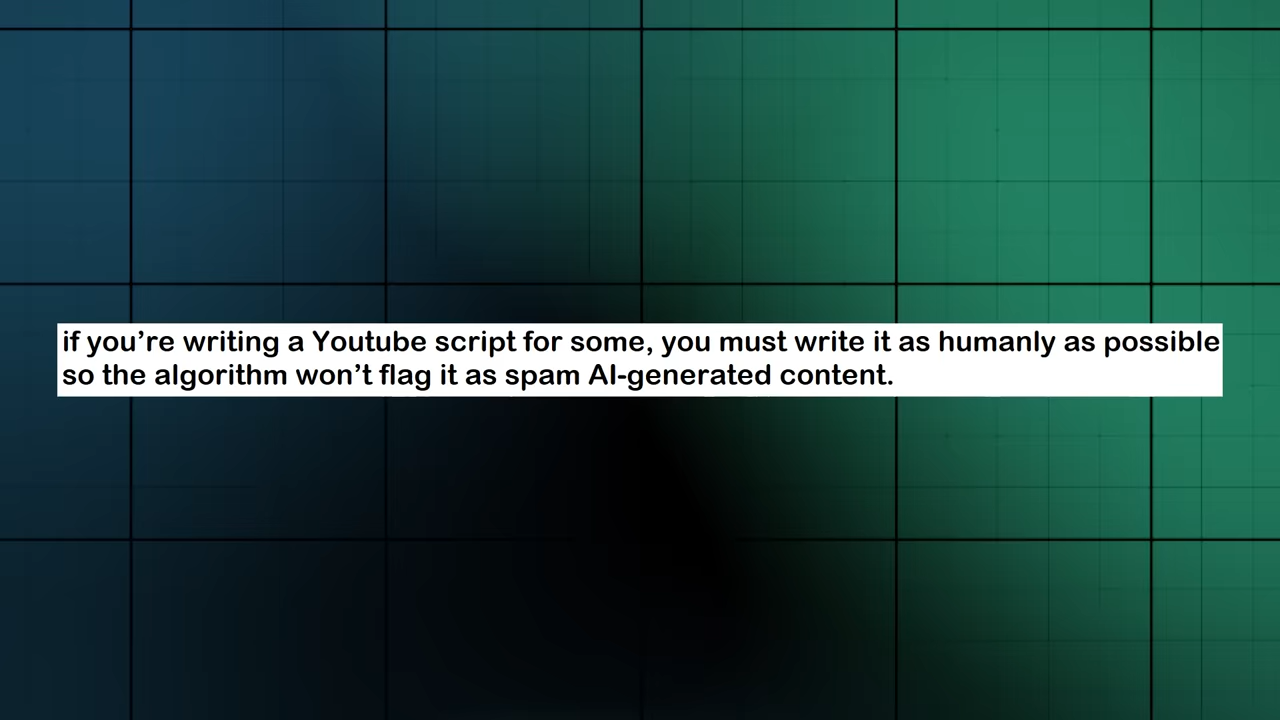 if you’re writing a Youtube script for some, you must write it as humanly as possible
so the algorithm won’t flag it as spam AI-generated content.